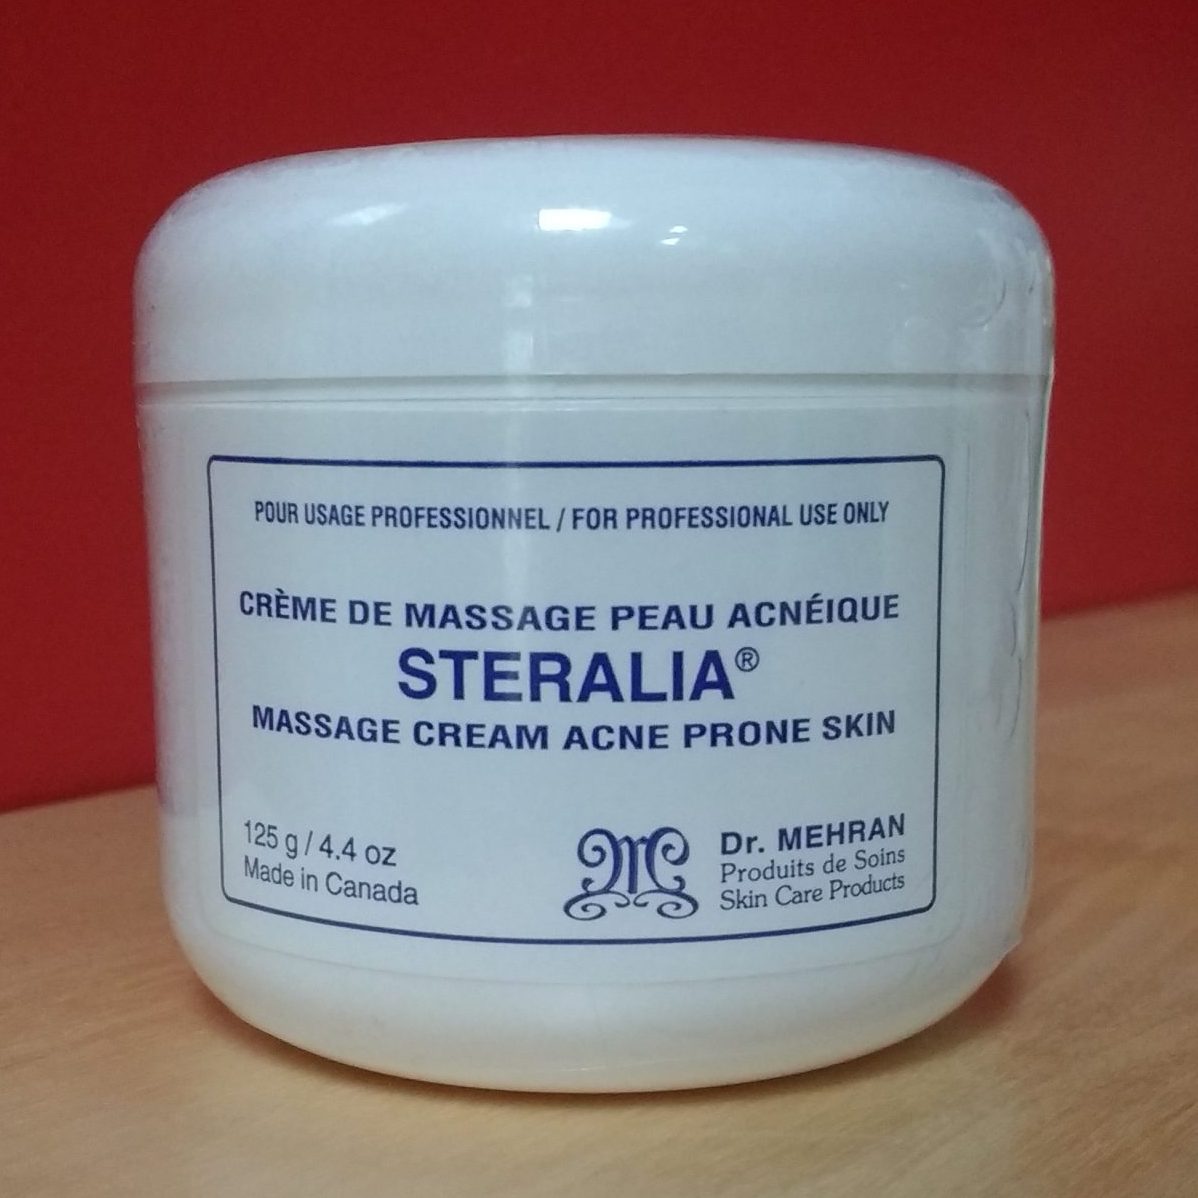 POUR USAGE PROFESSIONNEL / FOR PROFESSIONAL USE ONLY
CRÈME DE MASSAGE PEAU ACNÉIQUE
STERALIA®
MASSAGE CREAM ACNE PRONE SKIN
125 g / 4.4 oz
Made in Canada
Dr. MEHRAN
Produits de Soins
Skin Care Products